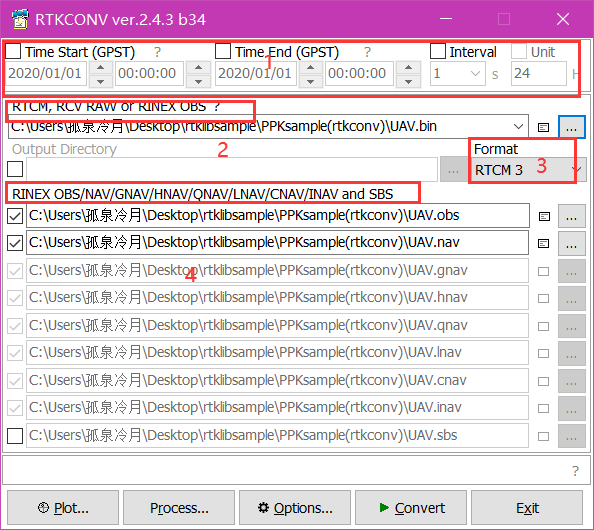 RTKCONV ver.2.4.3 b34
Time Start (GPST) ? Time End (GPST) ? Interval Unit
1
2020/01/01 00:00:00 2020/01/01 00:00:00 1 s 24 H
RTCM, RCV RAW or RINEX OBS ?
C:\Users\孤泉冷月\Desktop\rtklibsample\PPKsample(rtkconv)\UAV.bin ...
Output Directory 2 Format
... RTCM 3 3
RINEX OBS/NAV/GNAV/HNAV/QNAV/LNAV/CNAV/INAV and SBS
C:\Users\孤泉冷月\Desktop\rtklibsample\PPKsample(rtkconv)\UAV.obs ...
C:\Users\孤泉冷月\Desktop\rtklibsample\PPKsample(rtkconv)\UAV.nav ...
C:\Users\孤泉冷月\Desktop\rtklibsample\PPKsample(rtkconv)\UAV.gnav ...
4
C:\Users\孤泉冷月\Desktop\rtklibsample\PPKsample(rtkconv)\UAV.hnav ...
C:\Users\孤泉冷月\Desktop\rtklibsample\PPKsample(rtkconv)\UAV.qnav ...
C:\Users\孤泉冷月\Desktop\rtklibsample\PPKsample(rtkconv)\UAV.lnav ...
C:\Users\孤泉冷月\Desktop\rtklibsample\PPKsample(rtkconv)\UAV.cnav ...
C:\Users\孤泉冷月\Desktop\rtklibsample\PPKsample(rtkconv)\UAV.inav ...
C:\Users\孤泉冷月\Desktop\rtklibsample\PPKsample(rtkconv)\UAV.sbs ...
?
Plot... Process... Options... Convert Exit